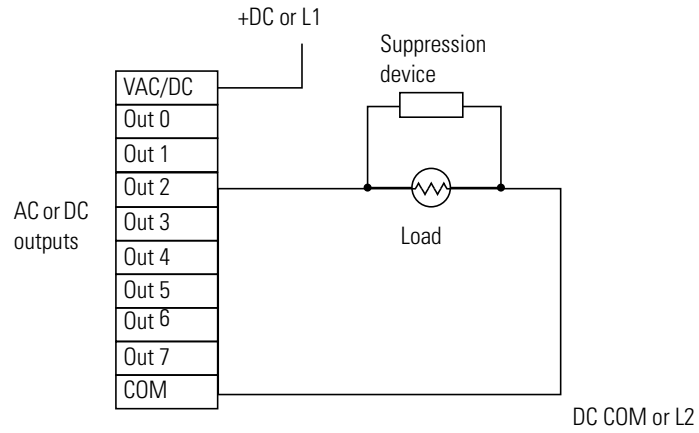 +DC or L1
Suppression
device
VAC/DC
Out 0
Out 1
Out 2
Out 3
Out 4
Out 5
Out 6
Out 7
COM
AC or DC
outputs
Load
DC COM or L2